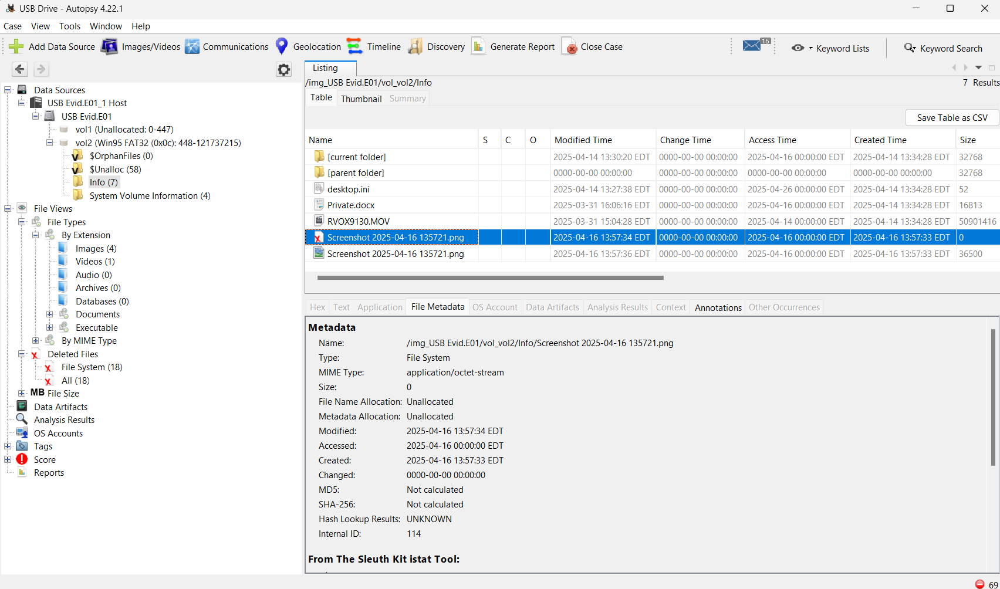 USB Drive - Autopsy 4.22.1
Case View Tools Window Help
Add Data Source Images/Videos Communications Geolocation Timeline Discovery Generate Report Close Case 16 Keyword Lists Keyword Search
Data Sources
USB Evid.E01_1 Host
USB Evid.E01
vol1 (Unallocated: 0-447)
vol2 (Win95 FAT32 (0x0c): 448-121737215)
$OrphanFiles (0)
$Unalloc (58)
Info (7)
System Volume Information (4)
File Views
File Types
By Extension
Images (4)
Videos (1)
Audio (0)
Archives (0)
Databases (0)
Documents
Executable
By MIME Type
Deleted Files
File System (18)
All (18)
MB File Size
Data Artifacts
Analysis Results
OS Accounts
Tags
Score
Reports
Listing
/img_USB Evid.E01/vol_vol2/Info 7 Results
Table Thumbnail Summary
Save Table as CSV
Name S C O Modified Time Change Time Access Time Created Time Size
[current folder] 2025-04-14 13:30:20 EDT 0000-00-00 00:00:00 2025-04-16 00:00:00 EDT 2025-04-14 13:34:28 EDT 32768
[parent folder] 0000-00-00 00:00:00 0000-00-00 00:00:00 0000-00-00 00:00:00 0000-00-00 00:00:00 32768
desktop.ini 2025-04-14 13:27:38 EDT 0000-00-00 00:00:00 2025-04-26 00:00:00 EDT 2025-04-14 13:34:28 EDT 52
Private.docx 2025-03-31 16:06:16 EDT 0000-00-00 00:00:00 2025-04-14 00:00:00 EDT 2025-04-14 13:34:28 EDT 16813
RVOX9130.MOV 2025-03-31 15:04:28 EDT 0000-00-00 00:00:00 2025-04-14 00:00:00 EDT 2025-04-14 13:34:28 EDT 50901416
Screenshot 2025-04-16 135721.png 2025-04-16 13:57:34 EDT 0000-00-00 00:00:00 2025-04-16 00:00:00 EDT 2025-04-16 13:57:33 EDT 0
Screenshot 2025-04-16 135721.png 2025-04-16 13:57:36 EDT 0000-00-00 00:00:00 2025-04-16 00:00:00 EDT 2025-04-16 13:57:33 EDT 36500
Hex Text Application File Metadata OS Account Data Artifacts Analysis Results Context Annotations Other Occurrences
Metadata
Name: /img_USB Evid.E01/vol_vol2/Info/Screenshot 2025-04-16 135721.png
Type: File System
MIME Type: application/octet-stream
Size: 0
File Name Allocation: Unallocated
Metadata Allocation: Unallocated
Modified: 2025-04-16 13:57:34 EDT
Accessed: 2025-04-16 00:00:00 EDT
Created: 2025-04-16 13:57:33 EDT
Changed: 0000-00-00 00:00:00
MD5: Not calculated
SHA-256: Not calculated
Hash Lookup Results: UNKNOWN
Internal ID: 114
From The Sleuth Kit istat Tool:
69